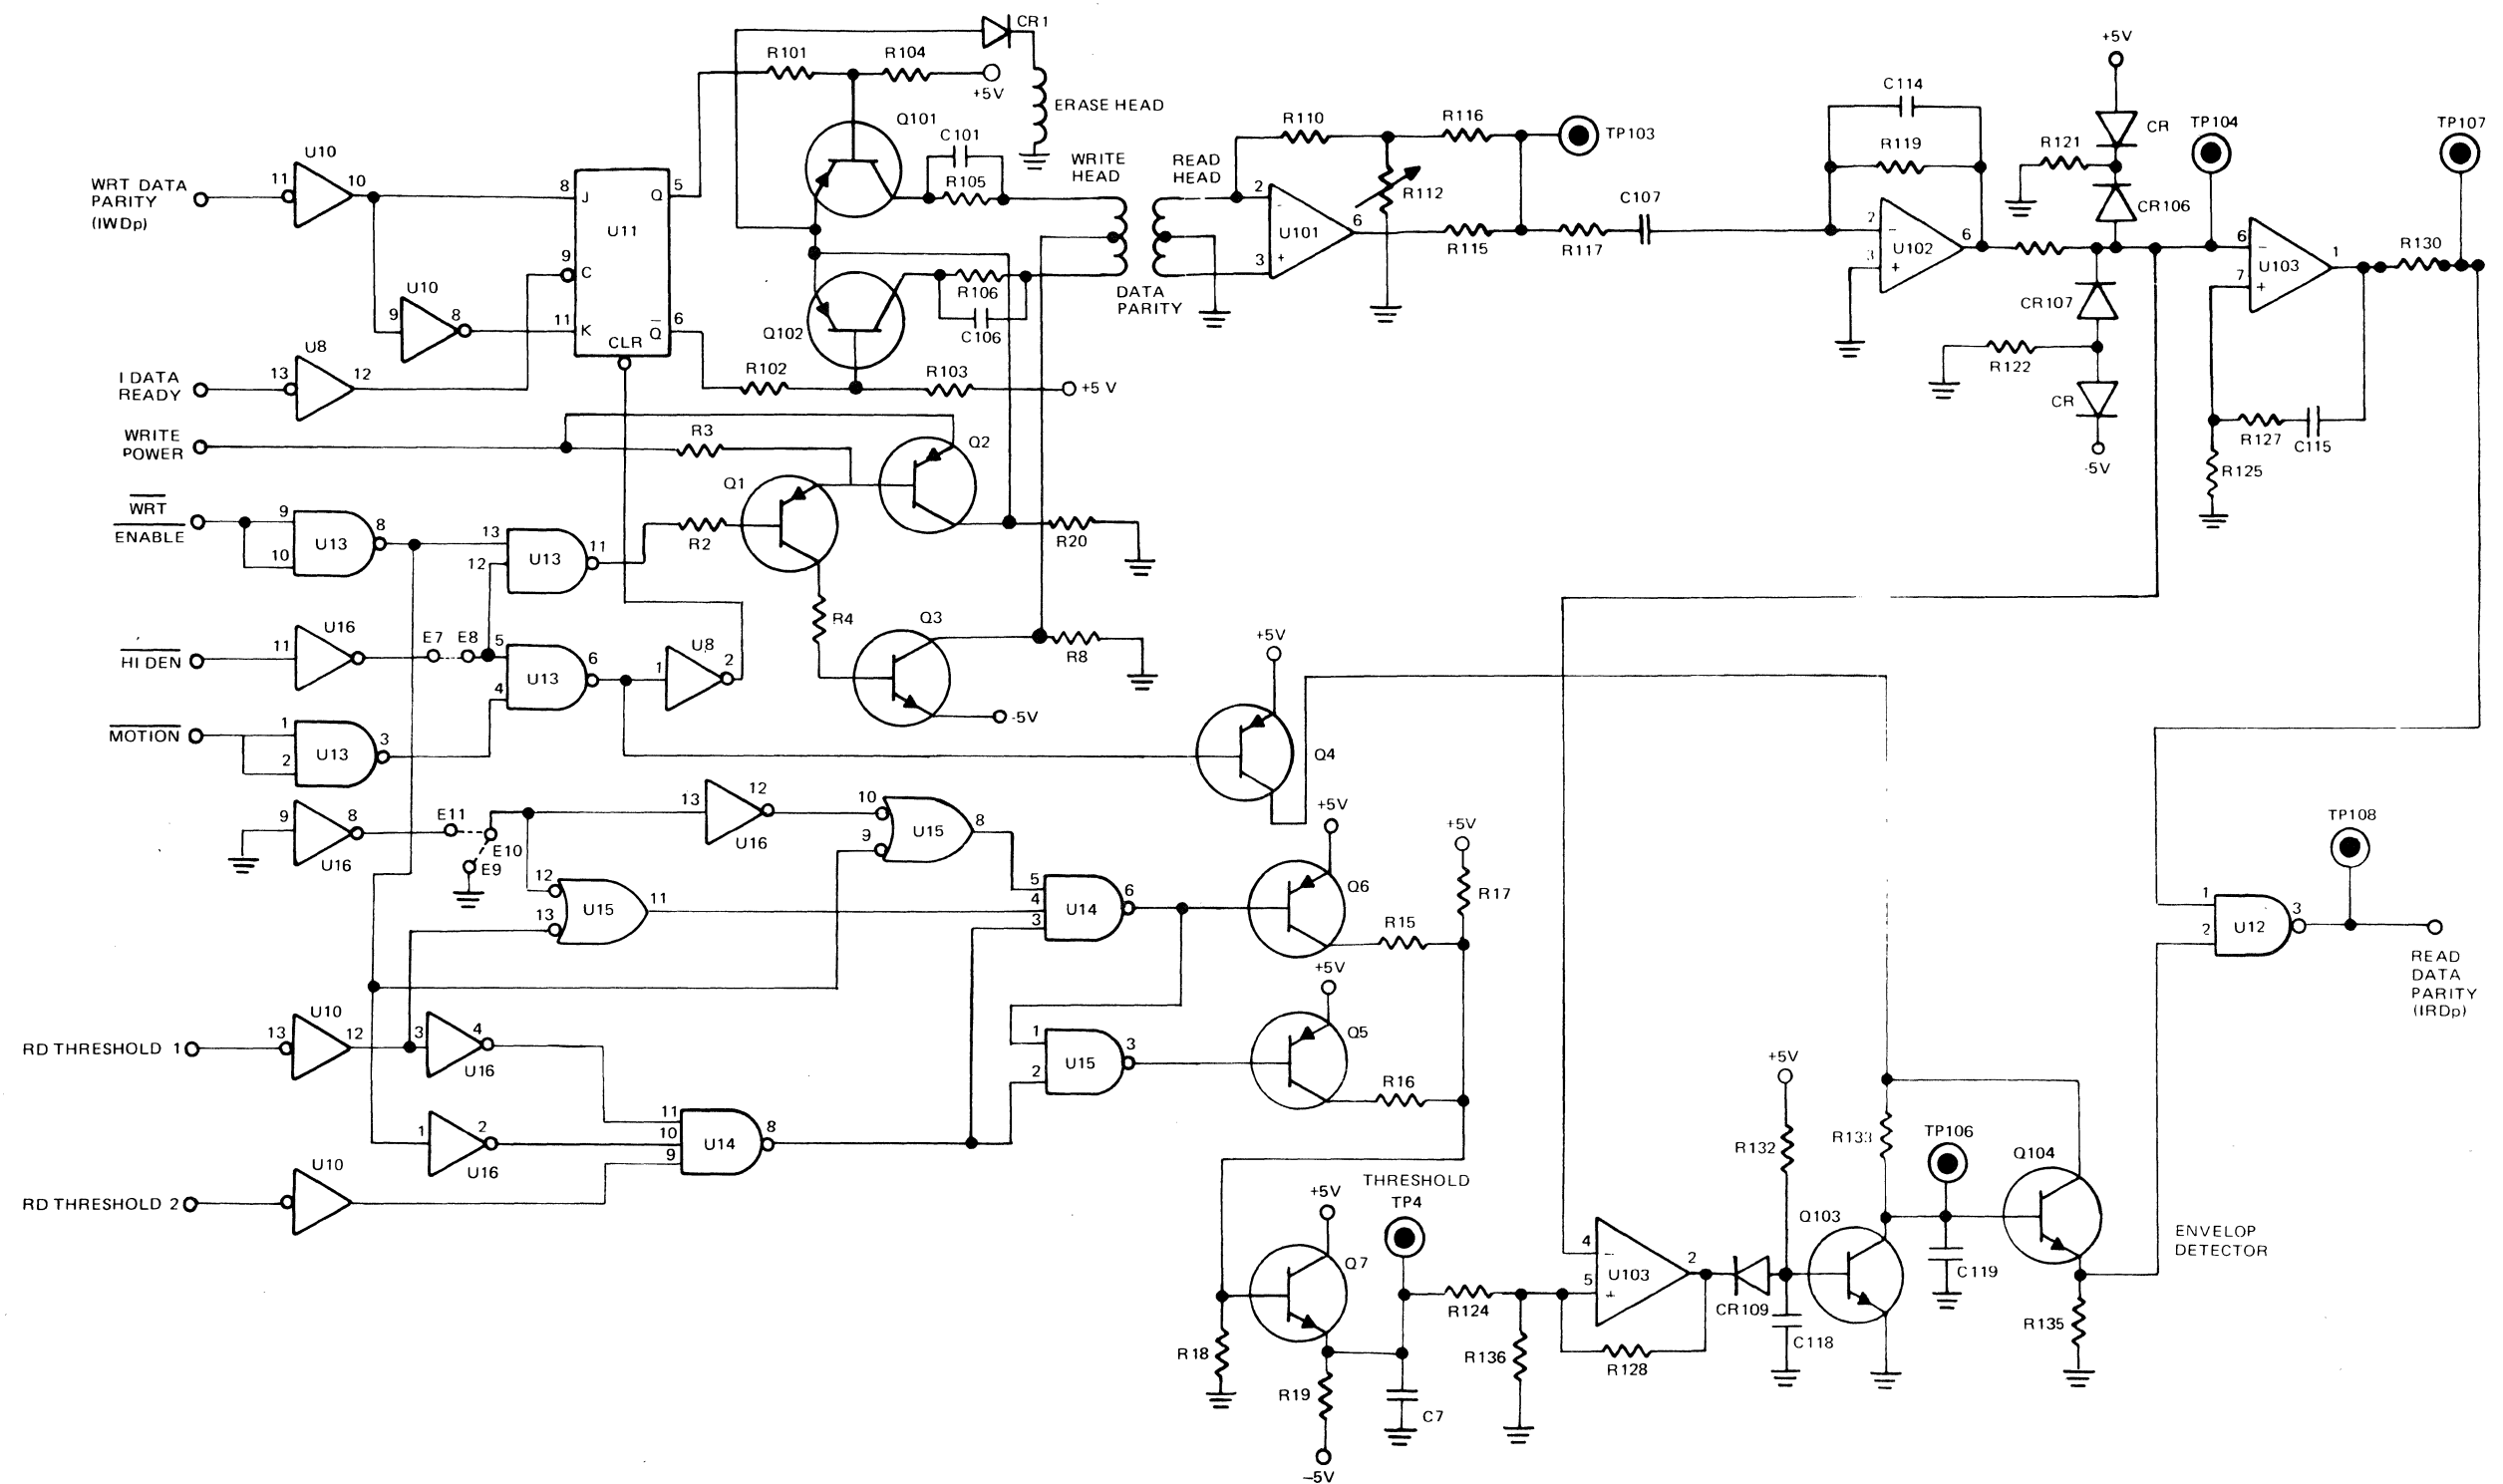 CR1
R101
R104
+5V
ERASE HEAD
Q101
C101
R105
WRITE
HEAD
READ
HEAD
DATA
PARITY
WRT DATA
PARITY
(IWDp)
11
U10
10
8
J
Q
5
U11
9
C
11
K
Q
6
CLR
U10
9
8
I DATA
READY
13
U8
12
Q102
R106
C106
R102
R103
+5 V
2
-
U101
6
3
+
R110
R116
TP103
R112
R115
R117
C107
C114
R119
2
-
U102
6
3
+
+5V
CR
R121
CR106
CR107
R122
CR
-5V
TP104
6
-
U103
1
7
+
R130
TP107
R127
C115
R125
WRITE
POWER
R3
Q2
Q1
R2
R20
R4
Q3
R8
-5V
WRT
ENABLE
9
10
U13
8
13
12
U13
11
HI DEN
11
U16
E7
E8
5
4
U13
6
1
U8
2
MOTION
1
2
U13
3
+5V
Q4
9
U16
8
E11
E10
E9
13
U16
12
10
9
U15
8
12
13
U15
11
5
4
3
U14
6
+5V
Q6
R15
+5V
R17
+5V
Q5
R16
1
2
U15
3
RD THRESHOLD 1
13
U10
12
3
U16
4
1
U16
2
11
10
9
U14
8
RD THRESHOLD 2
U10
THRESHOLD
TP4
+5V
Q7
R18
R19
-5V
C7
R124
R136
4
-
U103
2
5
+
R128
CR109
+5V
R132
C118
Q103
R133
TP106
C119
Q104
R135
ENVELOP
DETECTOR
1
2
U12
3
TP108
READ
DATA
PARITY
(IRDp)